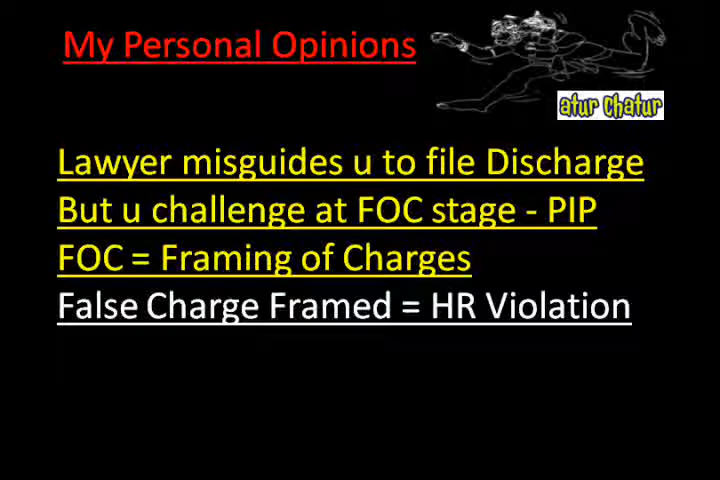 My Personal Opinions
atur chatur
Lawyer misguides u to file Discharge
But u challenge at FOC stage - PIP
FOC = Framing of Charges
False Charge Framed = HR Violation